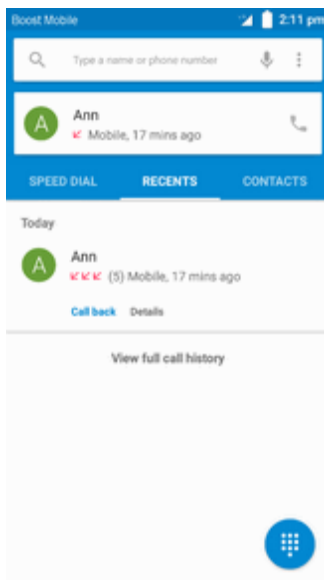 Boost Mobile 2:11 pm
Type a name or phone number
A
Ann
Mobile, 17 mins ago
SPEED DIAL RECENTS CONTACTS
Today
A
Ann
(5) Mobile, 17 mins ago
Call back Details
View full call history